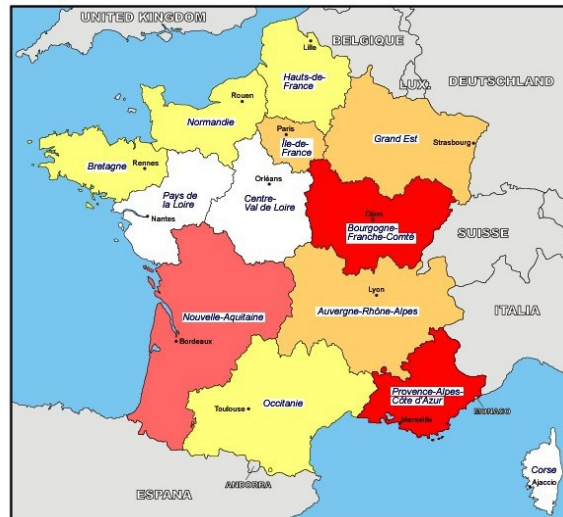 UNITED KINGDOM
BELGIQUE
LUX.
DEUTSCHLAND
Lille
Hauts-de-
France
Rouen
Normandie
Paris
Île-de-
France
Grand Est
Strasbourg
Bretagne
Rennes
Pays de
la Loire
Nantes
Orléans
Centre-
Val de Loire
Dijon
Bourgogne-
Franche-Comté
SUISSE
Lyon
Auvergne-Rhône-Alpes
ITALIA
Nouvelle-Aquitaine
Bordeaux
Provence-Alpes-
Côte d'Azur
Marseille
MONACO
Occitanie
Toulouse
ANDORRA
ESPANA
Corse
Ajaccio